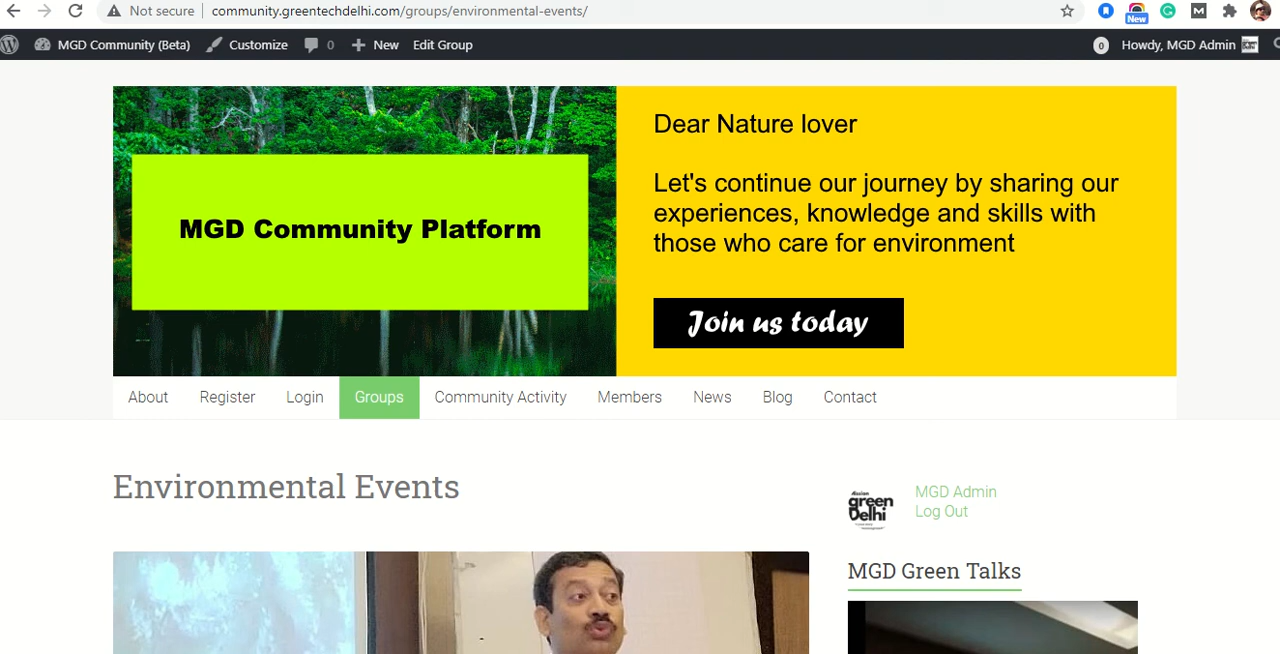 Not secure community.greentechdelhi.com/groups/environmental-events/
New
MGD Community (Beta) Customize 0 New Edit Group 0 Howdy, MGD Admin
MGD Community Platform
Dear Nature lover
Let's continue our journey by sharing our
experiences, knowledge and skills with
those who care for environment
Join us today
About Register Login Groups Community Activity Members News Blog Contact
Environmental Events
green
Delhi
MGD Admin
Log Out
MGD Green Talks